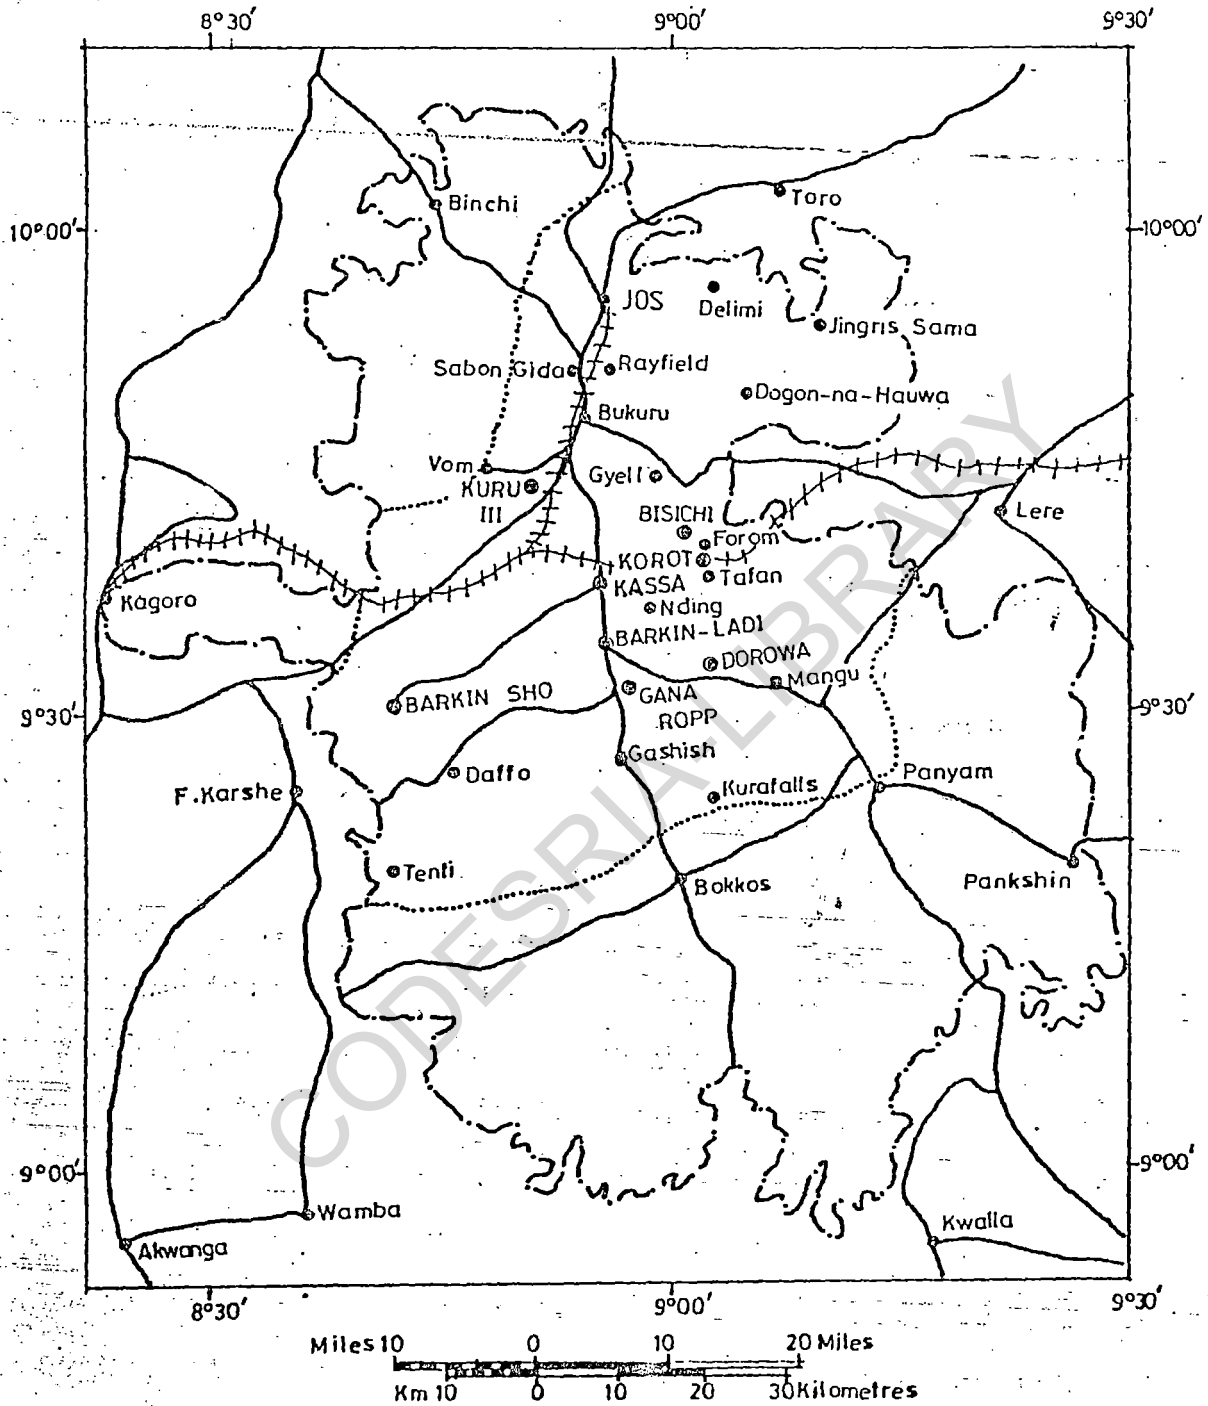 8°30′ 9°00′ 9°30′
Binchi
Toro
10°00′ 10°00′
JOS
Delimi
Jingris Sama
Sabon Gida Rayfield
Dogon-na-Hauwa
Bukuru
Vom
Gyell
KURU
III
Lere
BISICHI
Forom
KOROT
Tafan
KASSA
Kagoro
Nding
BARKIN-LADI
DOROWA
Mangu
BARKIN SHO
GANA
ROPP
9°30′ 9°30′
Gashish
Daffo
Panyam
F.Karshe
Kurafalls
Tenti
Bokkos
Pankshin
9°00′ 9°00′
Wamba
Akwanga
Kwalla
8°30′ 9°00′ 9°30′
Miles 10 0 10 20 Miles
Km 10 0 10 20 30 Kilometres
CODESRIA-LIBRARY